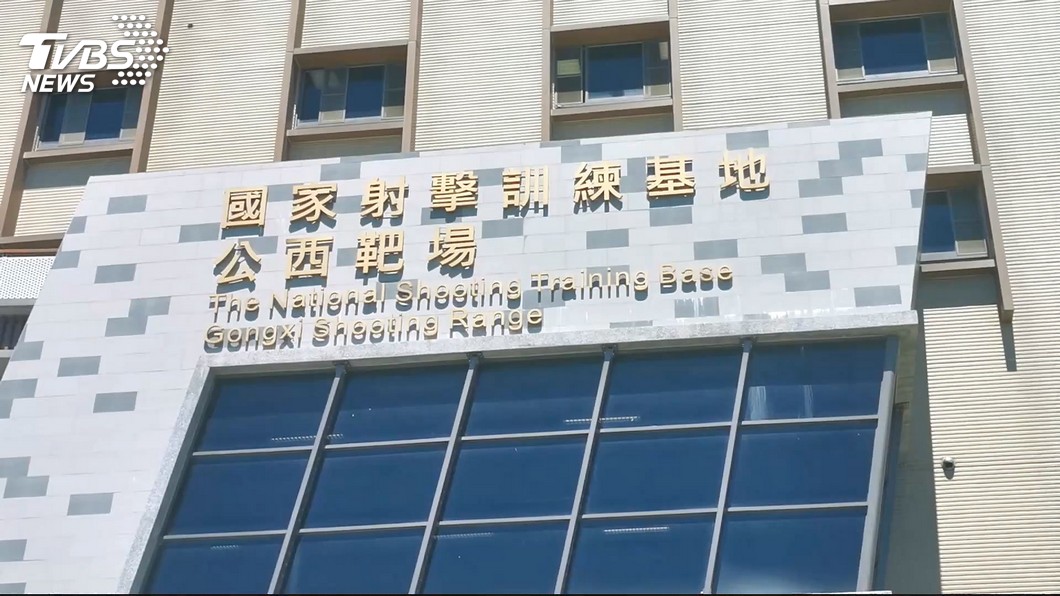 TVBS
NEWS
國家射擊訓練基地
公西靶場
The National Shooting Training Base
Gongxi Shooting Range